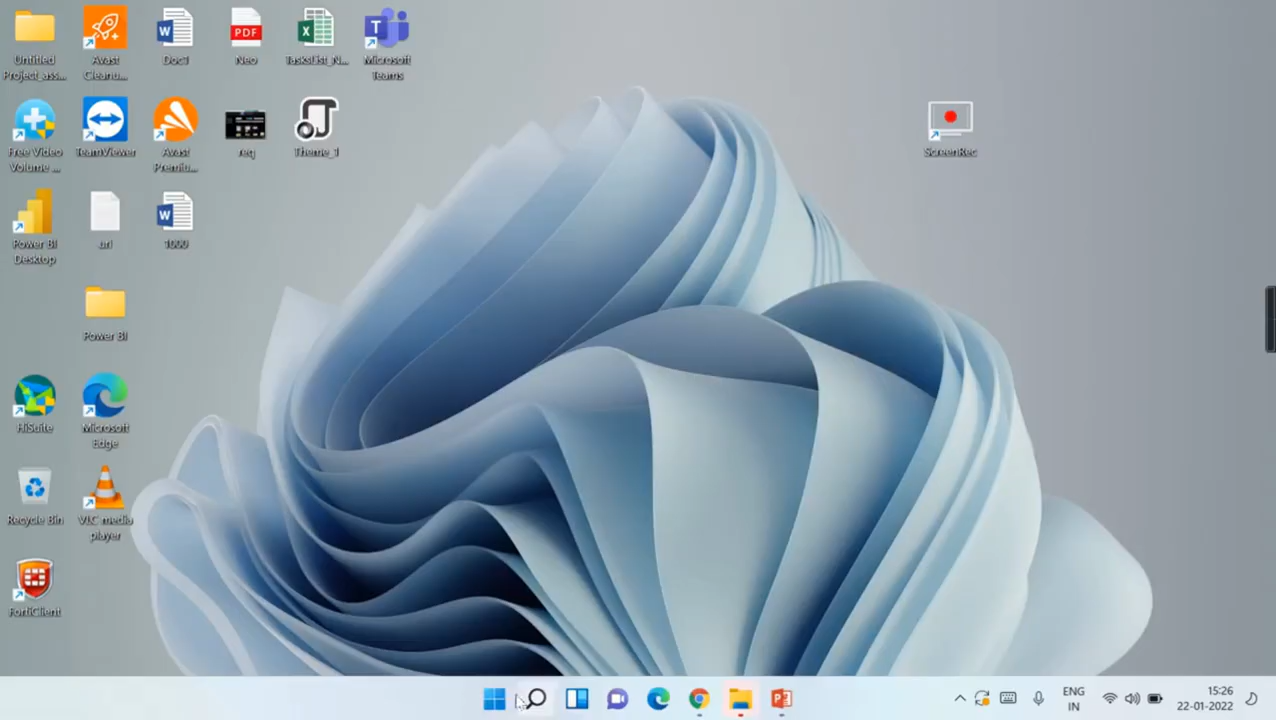 Untitled
Project_ass...
Avast
Cleanu...
W
Doc1
PDF
Neo
X
TasksList_N...
T
Microsoft
Teams
Free Video
Volume ...
TeamViewer
Avast
Premiu...
req
Theme_1
ScreenRec
Power BI
Desktop
url
W
1000
Power BI
HiSuite
Microsoft
Edge
Recycle Bin
VLC media
player
FortiClient
ENG
IN
15:26
22-01-2022